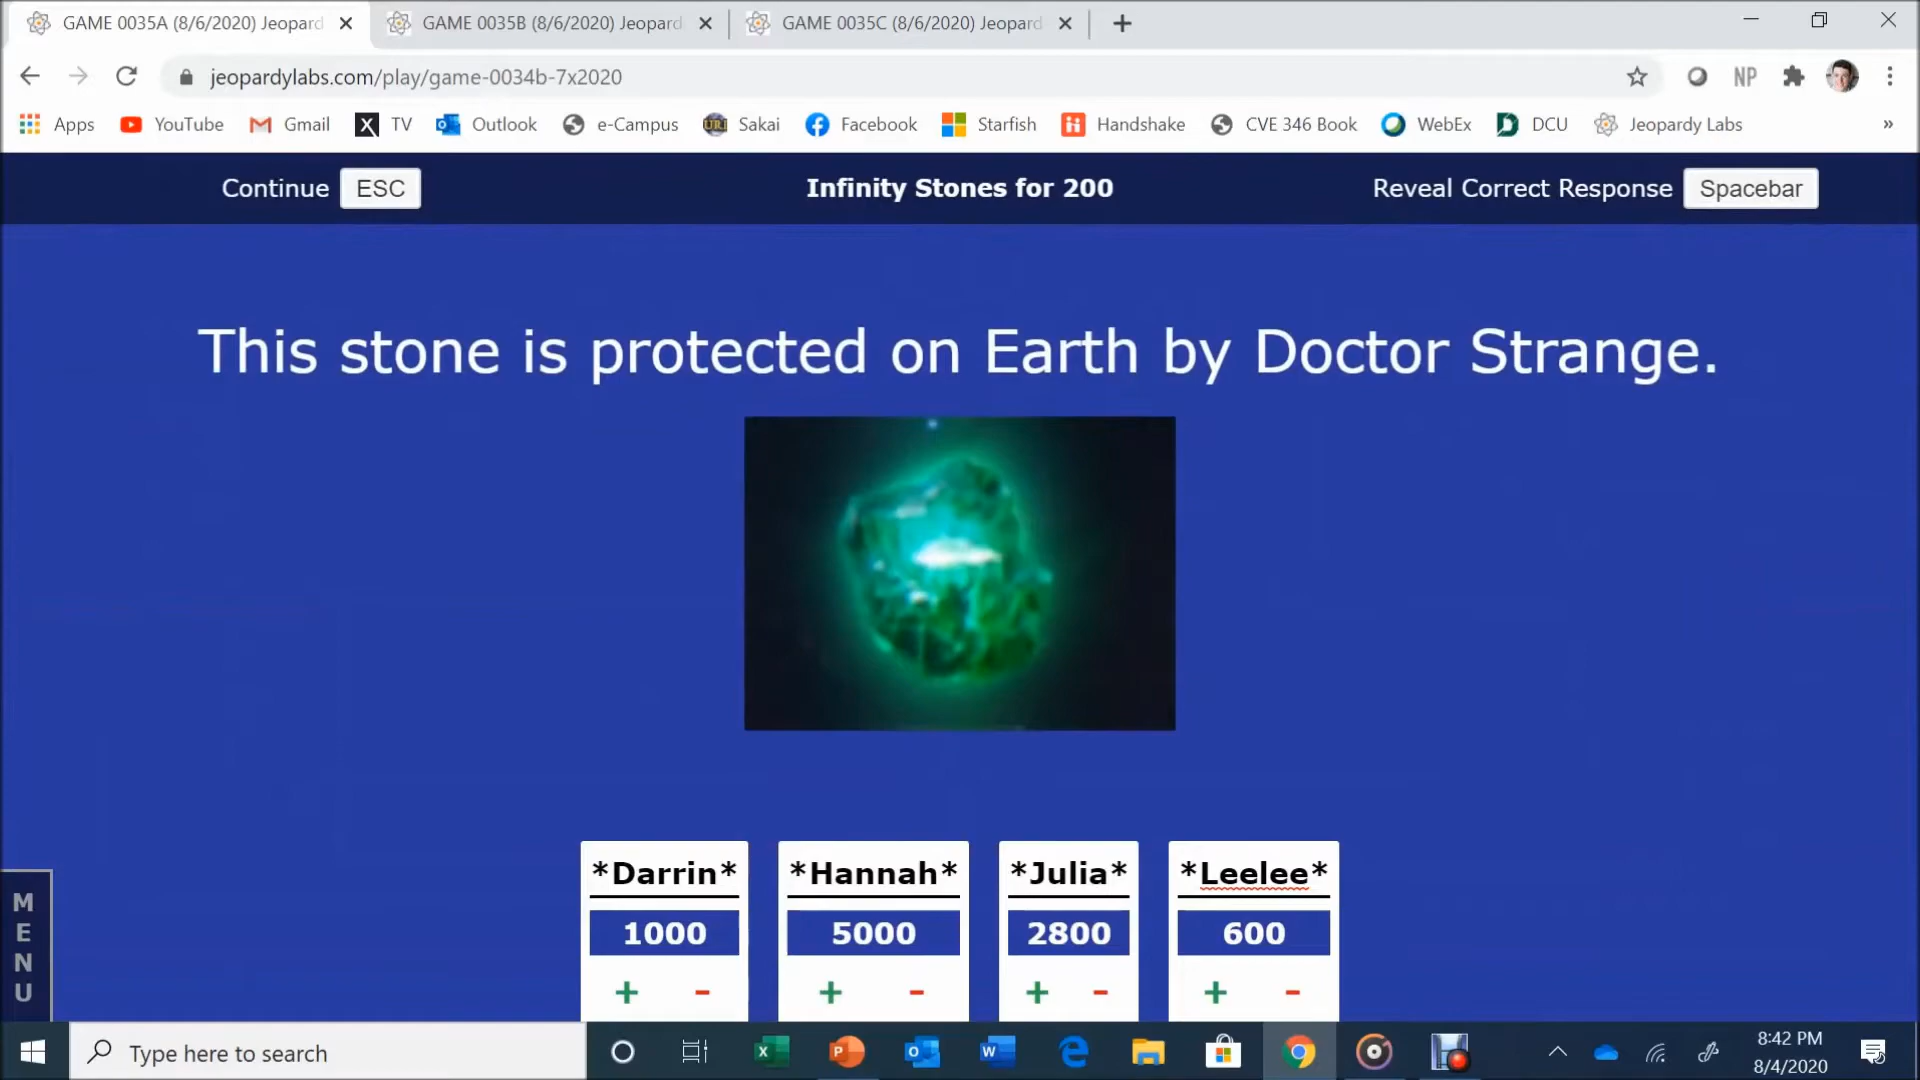 GAME 0035A (8/6/2020) Jeopard
GAME 0035B (8/6/2020) Jeopard
GAME 0035C (8/6/2020) Jeopard
jeopardylabs.com/play/game-0034b-7x2020
NP
Apps YouTube Gmail X TV Outlook e-Campus URI Sakai Facebook Starfish Handshake CVE 346 Book WebEx DCU Jeopardy Labs »
Continue ESC Infinity Stones for 200 Reveal Correct Response Spacebar
This stone is protected on Earth by Doctor Strange.
*Darrin* *Hannah* *Julia* *Leelee*
1000 5000 2800 600
+ - + - + - + -
MENU
Type here to search
8:42 PM
8/4/2020